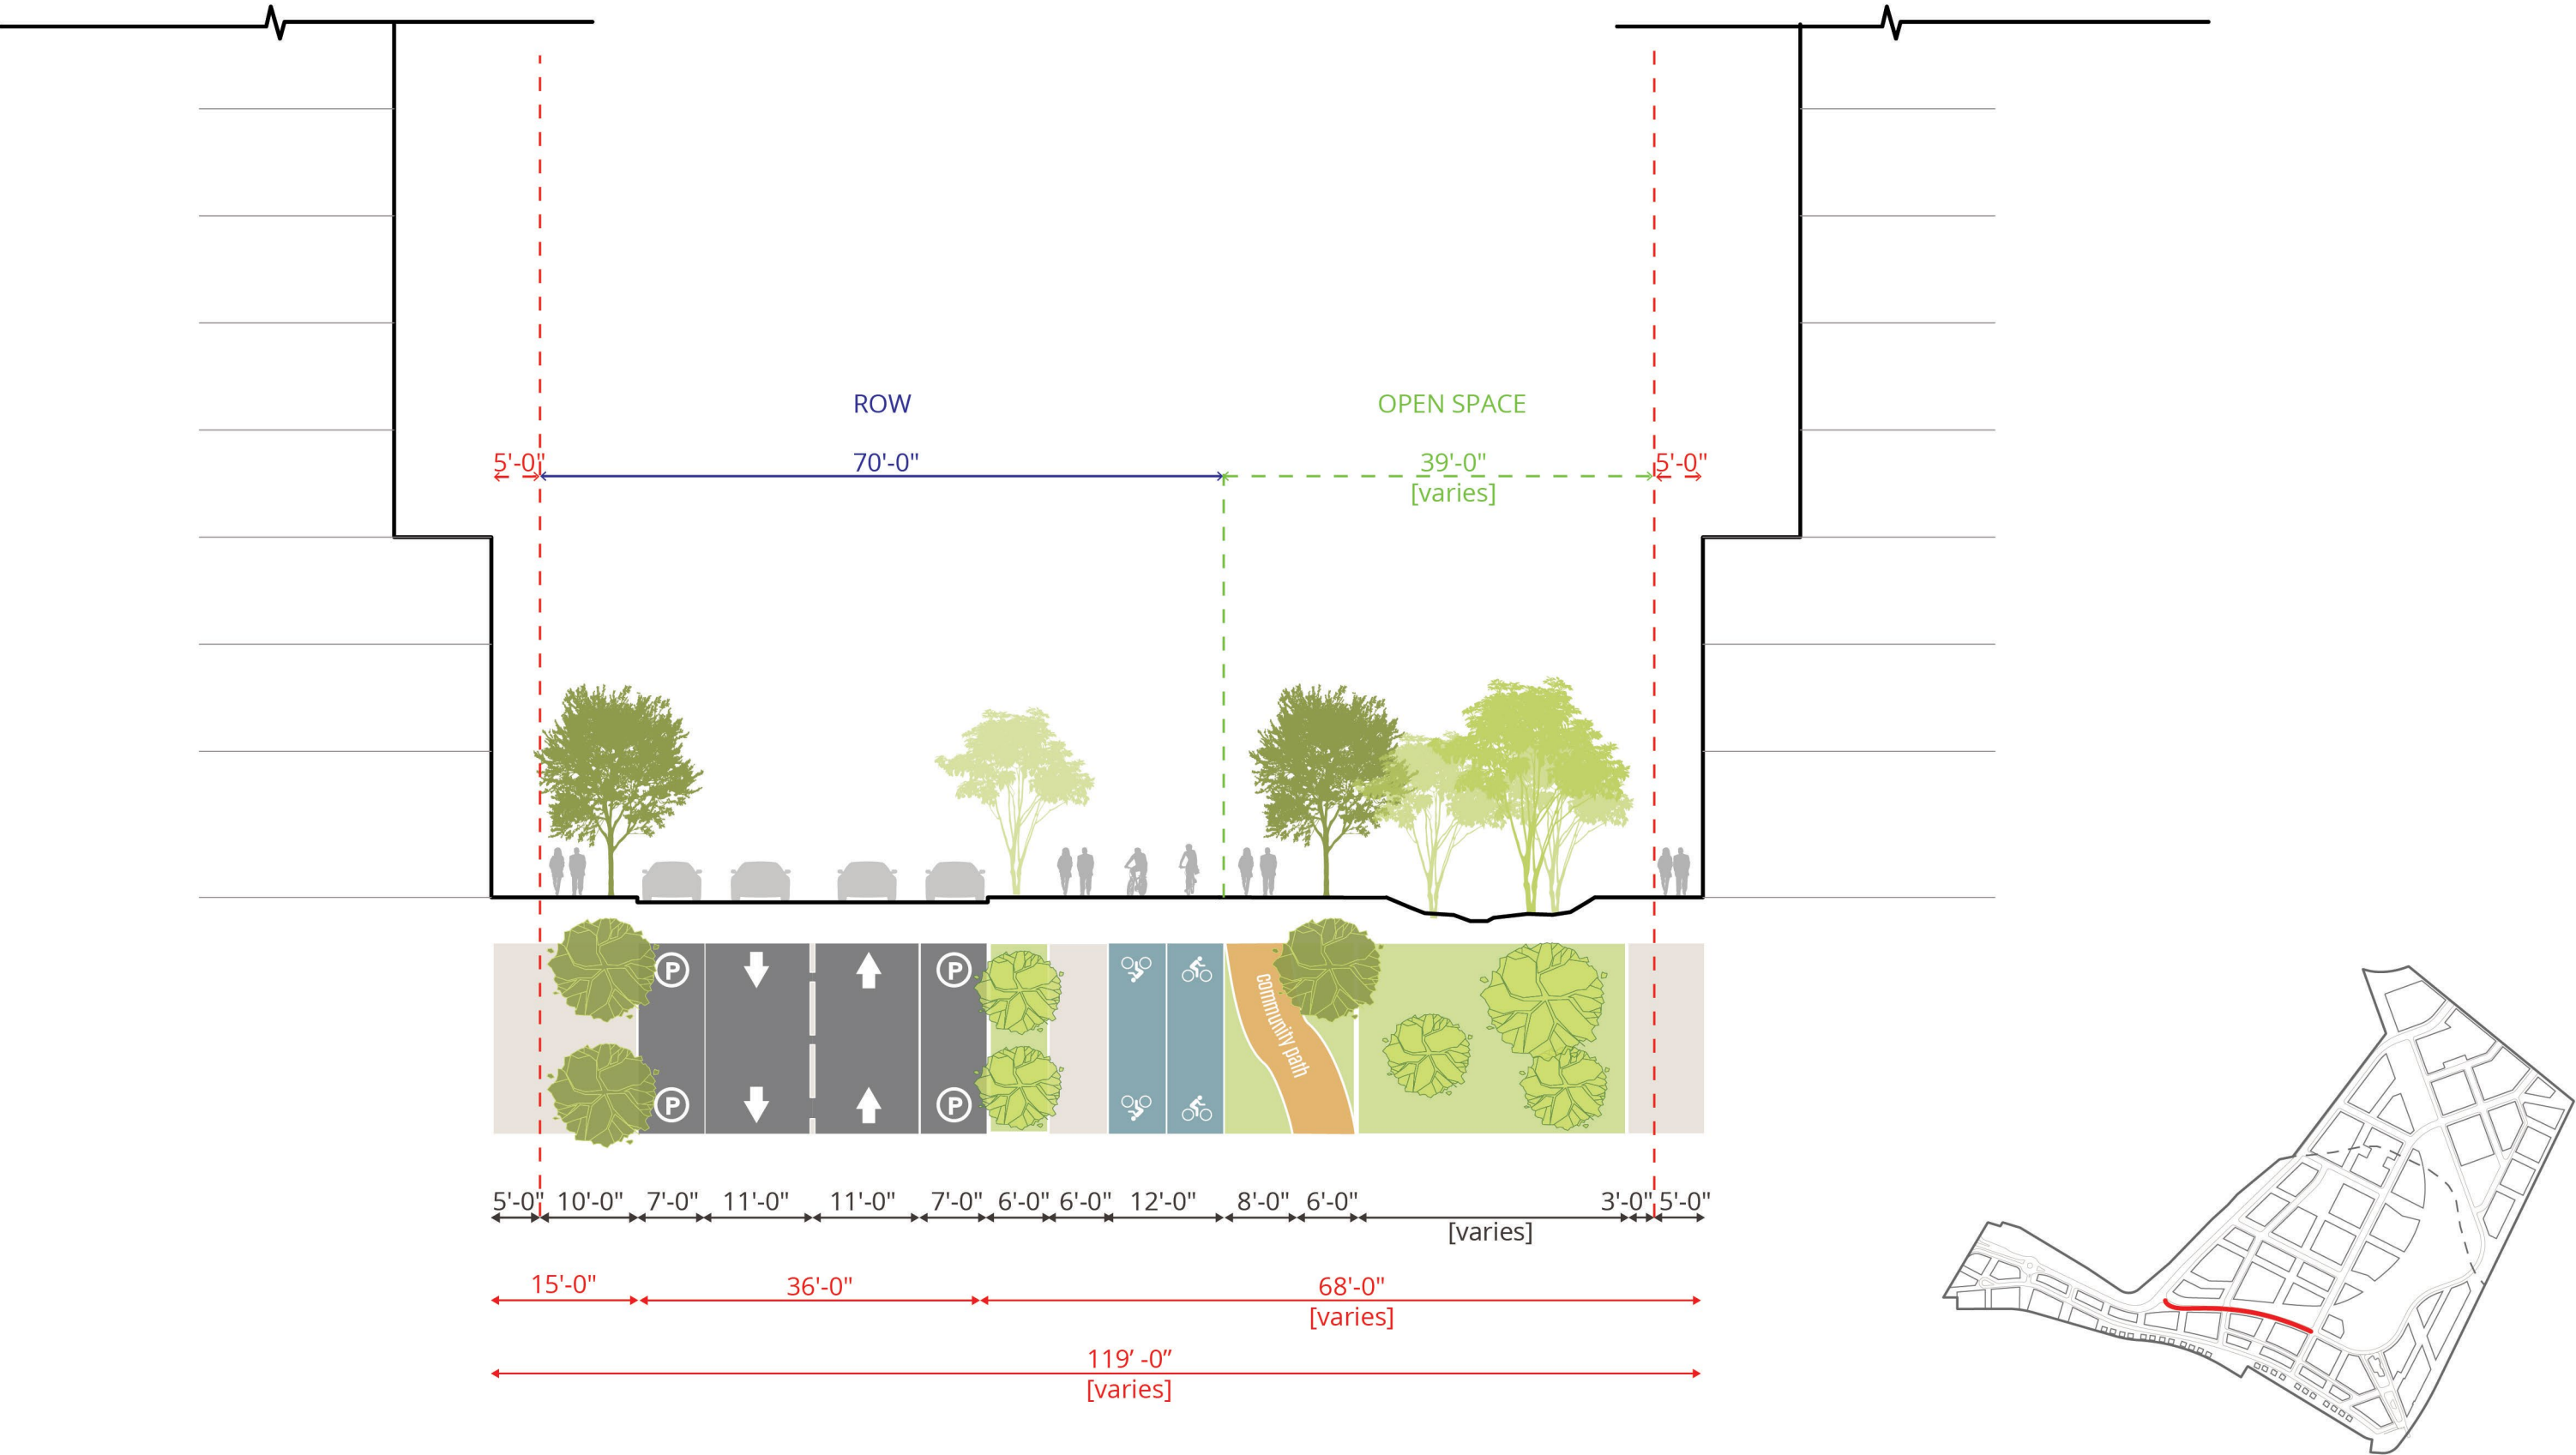 ROW
OPEN SPACE
5'-0"
70'-0"
39'-0"
5'-0"
[varies]
P
P
P
P
community path
5'-0" 10'-0" 7'-0" 11'-0" 11'-0" 7'-0" 6'-0" 6'-0" 12'-0" 8'-0" 6'-0" 3'-0" 5'-0"
[varies]
15'-0" 36'-0" 68'-0"
[varies]
119’ -0”
[varies]